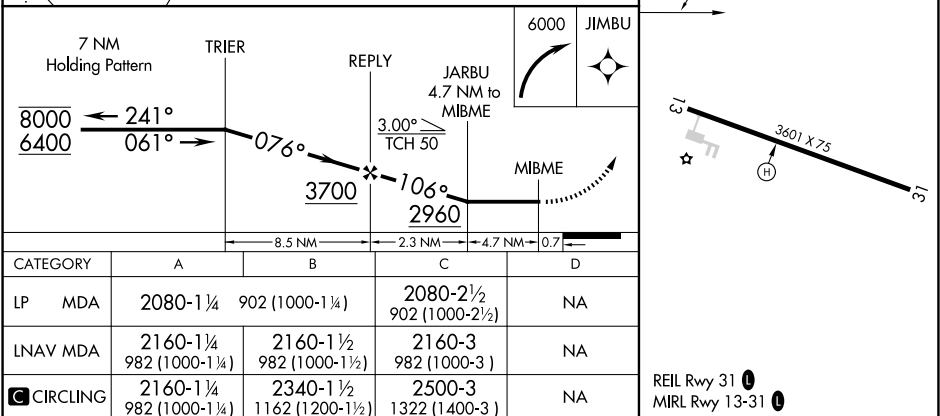 7 NM
Holding Pattern
TRIER
REPLY
JARBU
4.7 NM to
MIBME
6000
JIMBU
8000
6400
241°
061°
076°
3.00°
TCH 50
3700
106°
2960
MIBME
8.5 NM
2.3 NM
4.7 NM
0.7
CATEGORY A B C D
LP MDA 2080-1¼ 902 (1000-1¼) 2080-2½ 902 (1000-2½) NA
LNAV MDA 2160-1¼ 982 (1000-1¼) 2160-1½ 982 (1000-1½) 2160-3 982 (1000-3 ) NA
C CIRCLING 2160-1¼ 982 (1000-1¼) 2340-1½ 1162 (1200-1½) 2500-3 1322 (1400-3 ) NA
13
3601 X 75
H
31
REIL Rwy 31 L
MIRL Rwy 13-31 L